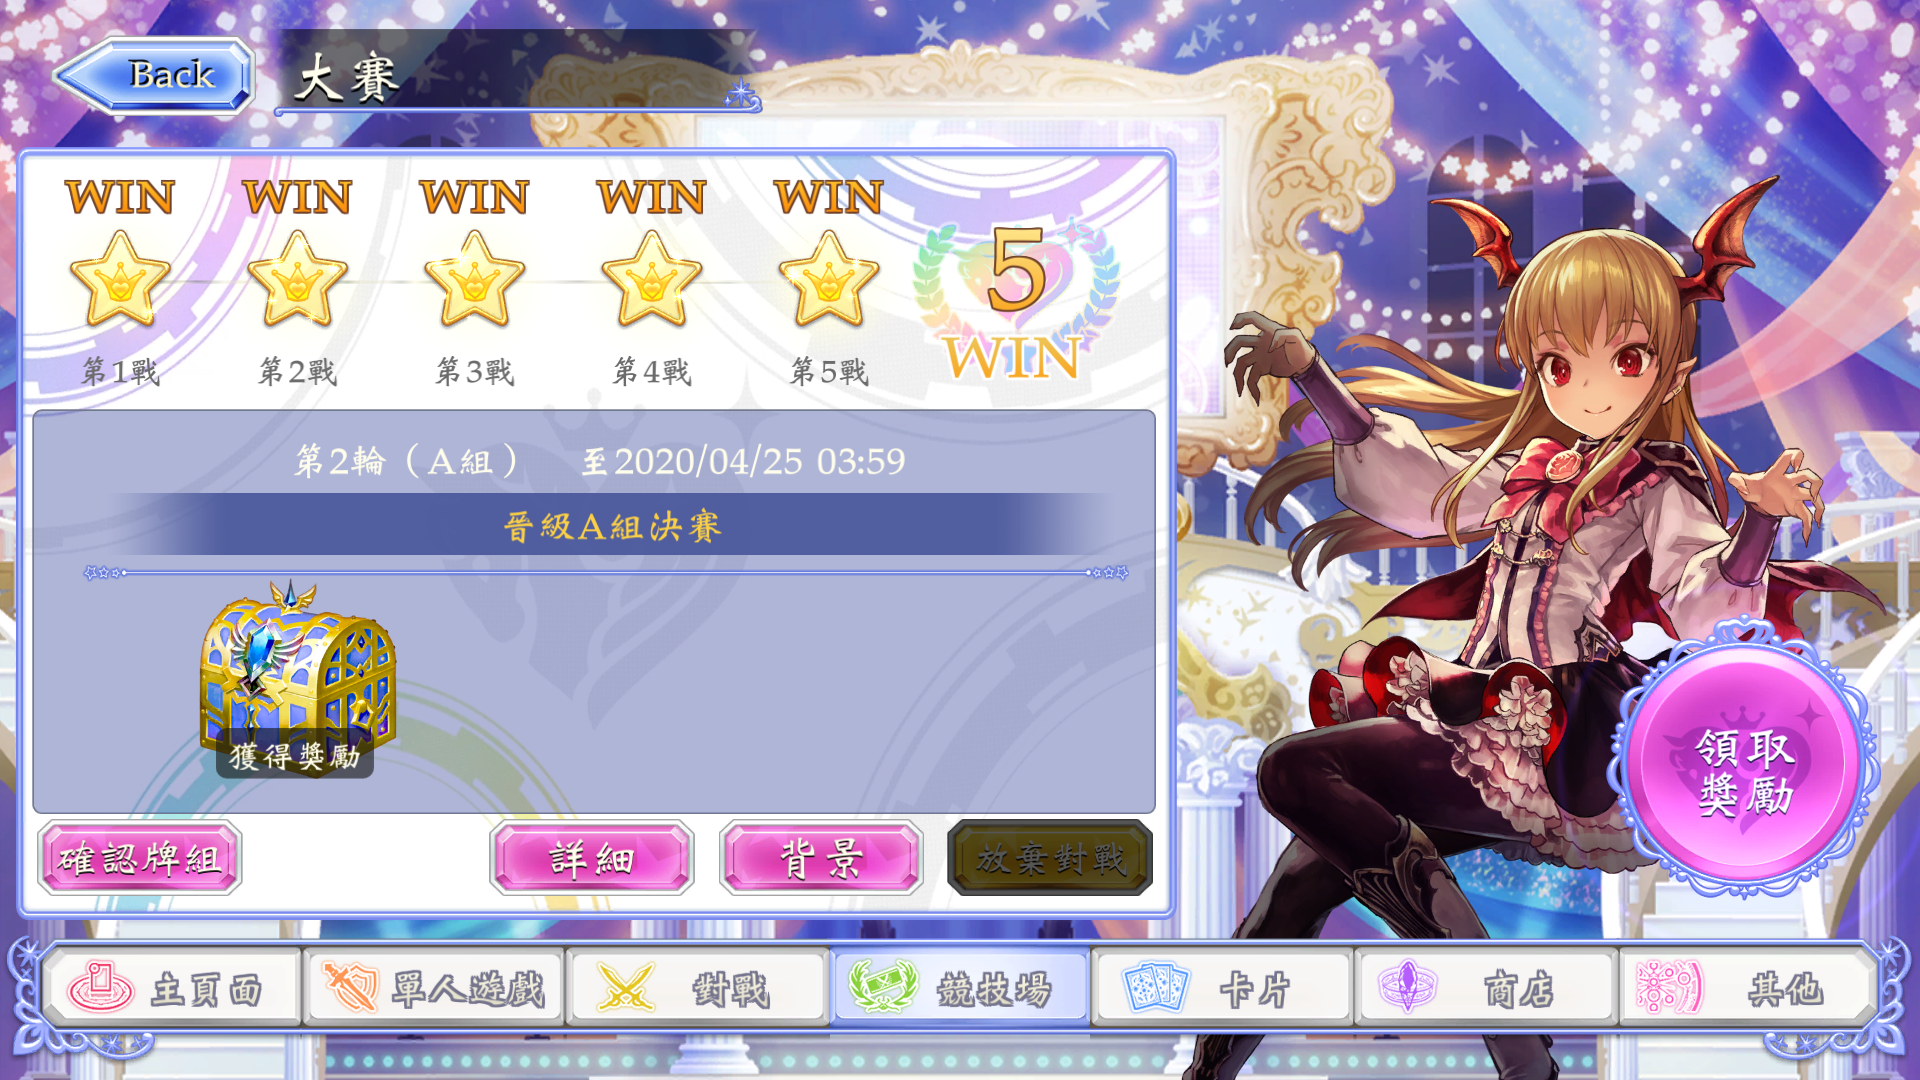 Back
大賽
WIN WIN WIN WIN WIN
5
WIN
第1戰 第2戰 第3戰 第4戰 第5戰
第2輪（A組） 至2020/04/25 03:59
晉級A組決賽
獲得獎勵
領取
獎勵
確認牌組 詳細 背景 放棄對戰
主頁面 單人遊戲 對戰 競技場 卡片 商店 其他